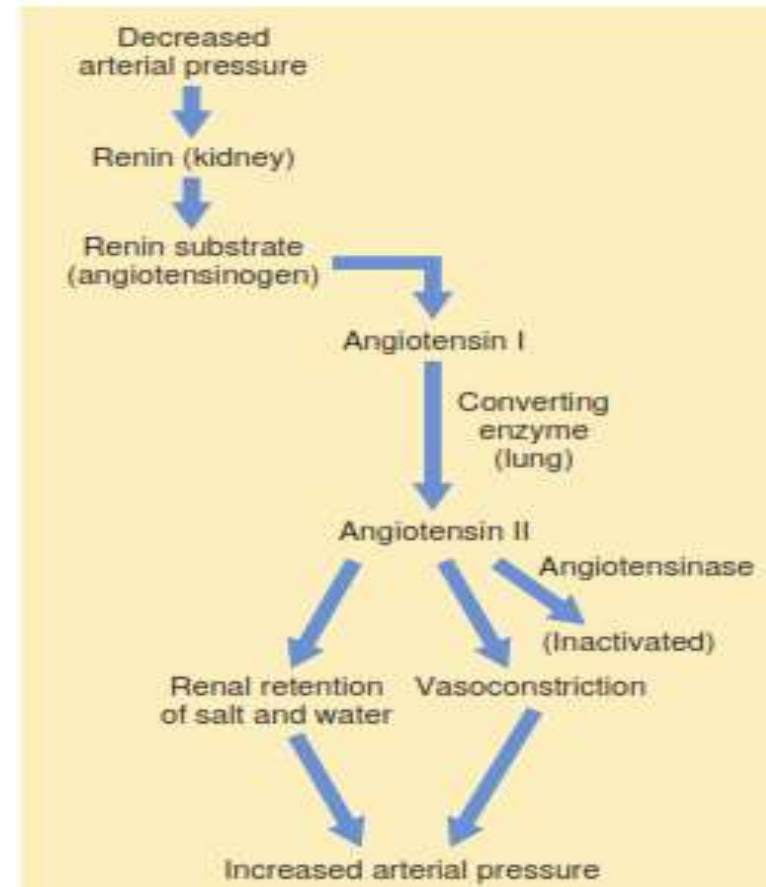 Decreased
arterial pressure
Renin (kidney)
Renin substrate
(angiotensinogen)
Angiotensin I
Converting
enzyme
(lung)
Angiotensin II
Angiotensinase
(Inactivated)
Renal retention
of salt and water
Vasoconstriction
Increased arterial pressure